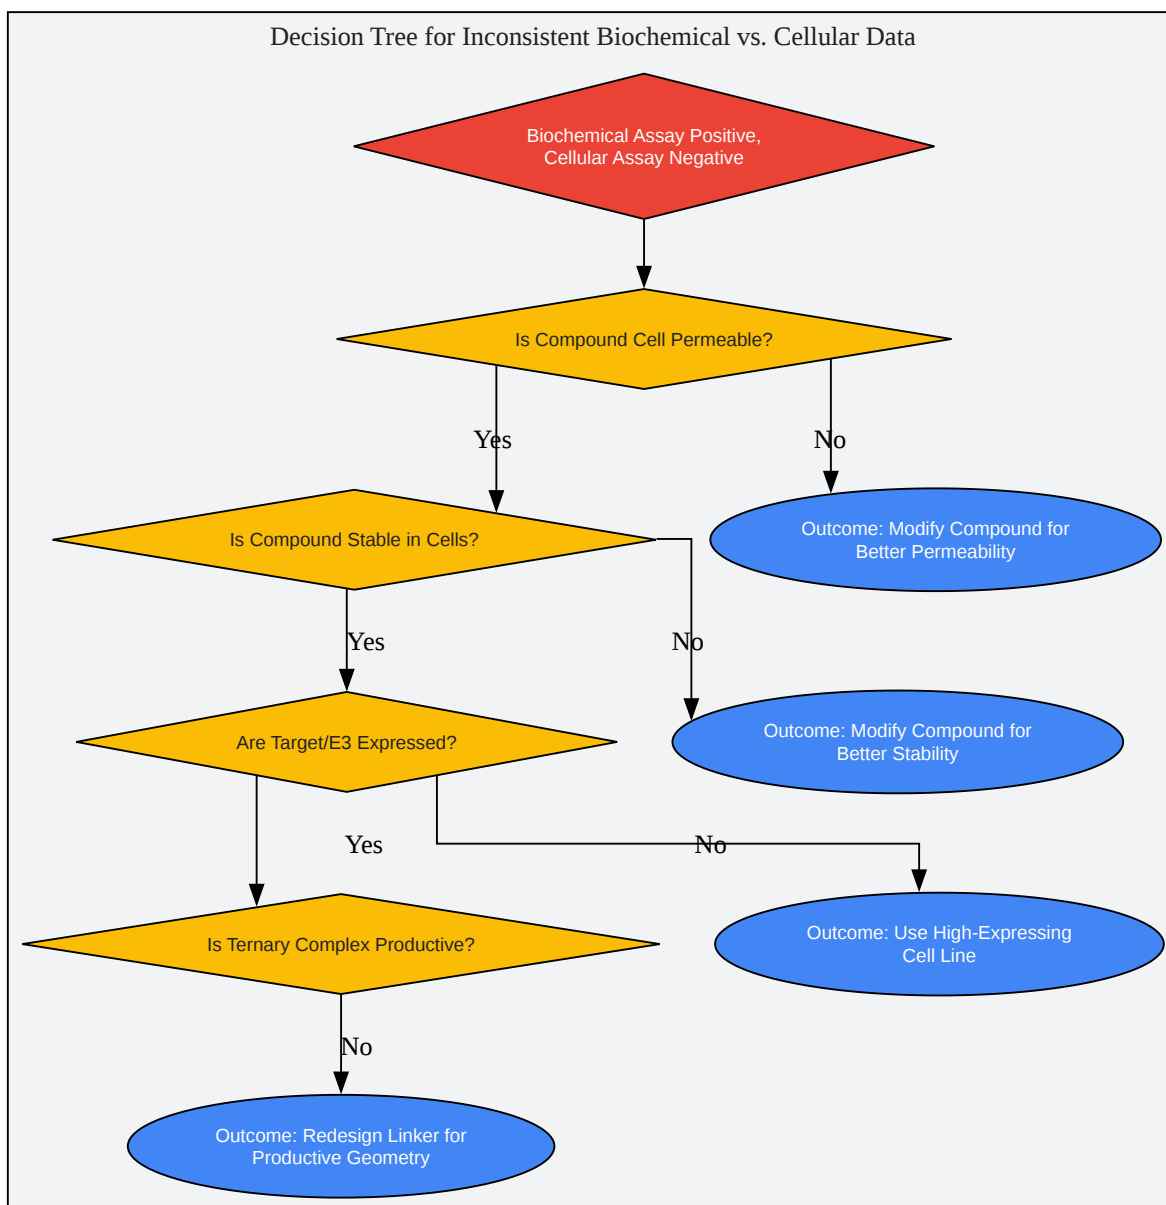 Decision Tree for Inconsistent Biochemical vs. Cellular Data
Biochemical Assay Positive,
Cellular Assay Negative
Is Compound Cell Permeable?
Yes
No
Is Compound Stable in Cells?
Outcome: Modify Compound for
Better Permeability
Yes
No
Are Target/E3 Expressed?
Outcome: Modify Compound for
Better Stability
Yes
No
Is Ternary Complex Productive?
Outcome: Use High-Expressing
Cell Line
No
Outcome: Redesign Linker for
Productive Geometry